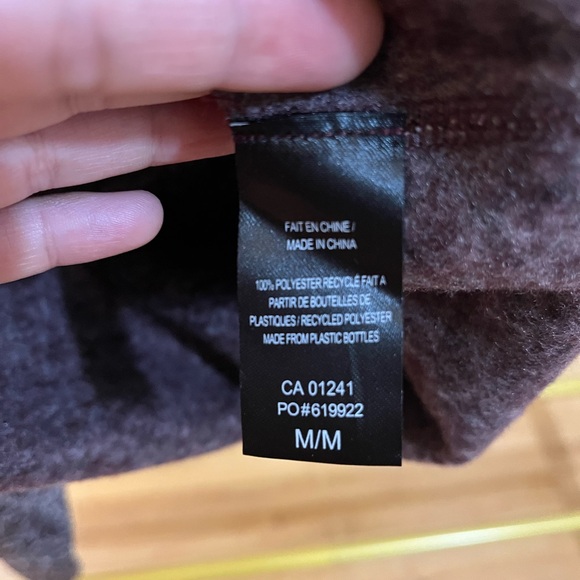 FAIT EN CHINE /
MADE IN CHINA
100% POLYESTER RECYCLÉ FAIT A
PARTIR DE BOUTEILLES DE
PLASTIQUES / RECYCLED POLYESTER
MADE FROM PLASTIC BOTTLES
CA 01241
PO#619922
M/M